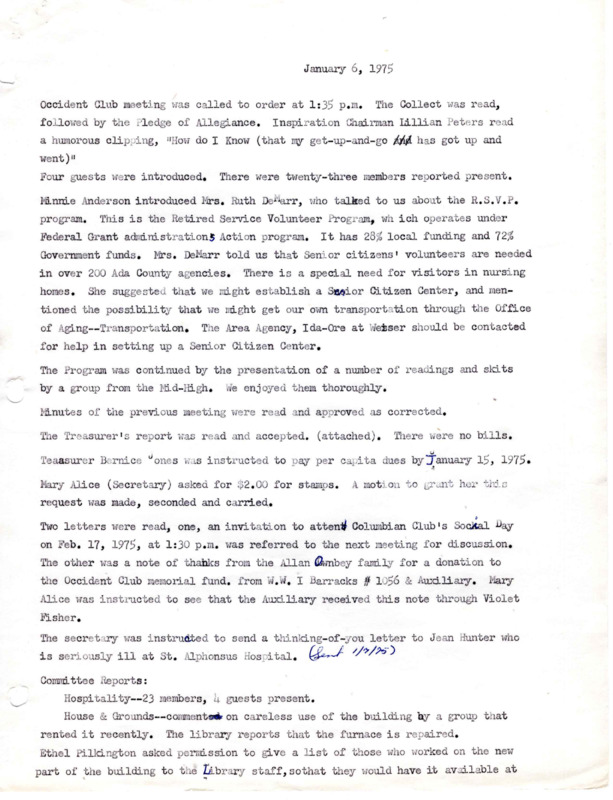 January 6, 1975
Occident Club meeting was called to order at 1:35 p.m. The Collect was read,
followed by the Pledge of Allegiance. Inspiration Chairman Lillian Peters read
a humorous clipping, "How do I Know (that my get-up-and-go has got up and
went)"
Four guests were introduced. There were twenty-three members reported present.
Minnie Anderson introduced Mrs. Ruth DeMarr, who talked to us about the R.S.V.P.
program. This is the Retired Service Volunteer Program, wh ich operates under
Federal Grant administrations Action program. It has 28% local funding and 72%
Government funds. Mrs. DeMarr told us that Senior citizens' volunteers are needed
in over 200 Ada County agencies. There is a special need for visitors in nursing
homes. She suggested that we might establish a Senior Citizen Center, and men-
tioned the possibility that we might get our own transportation through the Office
of Aging--Transportation. The Area Agency, Ida-Ore at Weiser should be contacted
for help in setting up a Senior Citizen Center.
The Program was continued by the presentation of a number of readings and skits
by a group from the Mid-High. We enjoyed them thoroughly.
Minutes of the previous meeting were read and approved as corrected.
The Treasurer's report was read and accepted. (attached). There were no bills.
Teaasurer Bernice "ones was instructed to pay per capita dues by January 15, 1975.
Mary Alice (Secretary) asked for $2.00 for stamps. A motion to grant her this
request was made, seconded and carried.
Two letters were read, one, an invitation to attend Columbian Club's Social Day
on Feb. 17, 1975, at 1:30 p.m. was referred to the next meeting for discussion.
The other was a note of thanks from the Allan Ownbey family for a donation to
the Occident Club memorial fund. from W.W. I Barracks # 1056 & Auxiliary. Mary
Alice was instructed to see that the Auxiliary received this note through Violet
Fisher.
The secretary was instructed to send a thinking-of-you letter to Jean Hunter who
is seriously ill at St. Alphonsus Hospital. (Sent 1/7/75)
Committee Reports:
Hospitality--23 members, 4 guests present.
House & Grounds--commented on careless use of the building by a group that
rented it recently. The library reports that the furnace is repaired.
Ethel Pilkington asked permission to give a list of those who worked on the new
part of the building to the Library staff,sothat they would have it available at